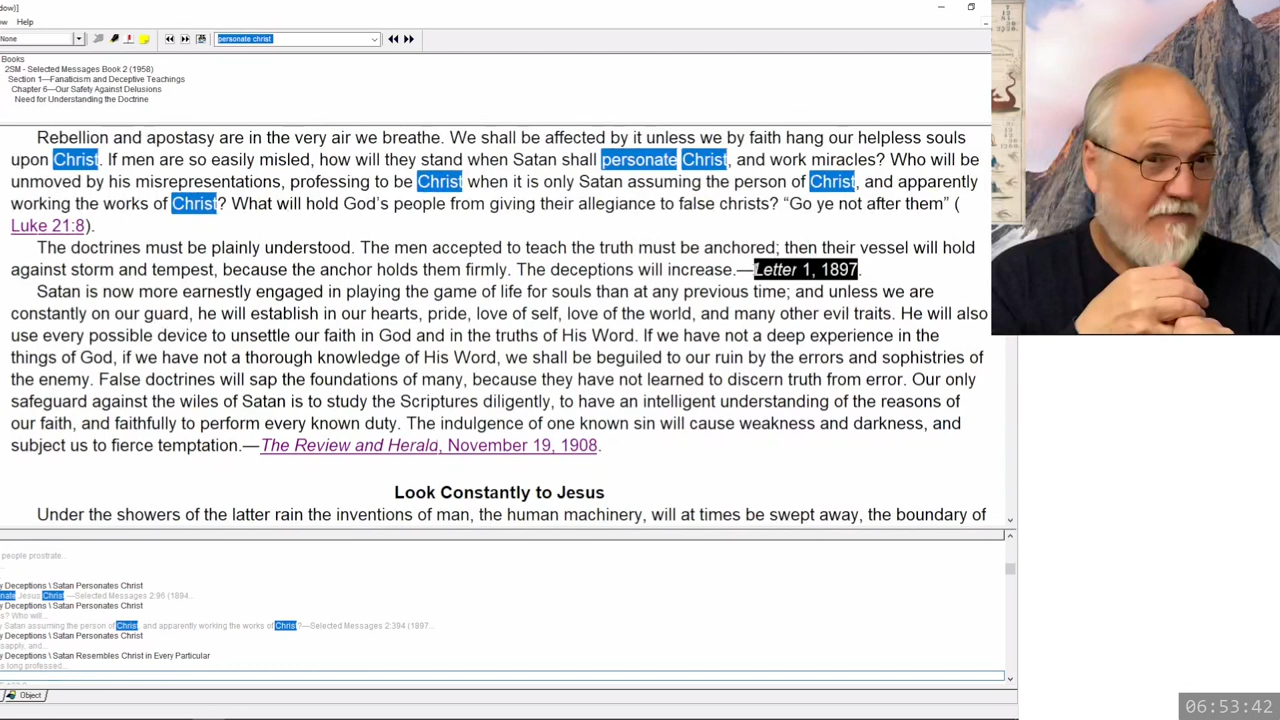 dow)]
ow Help
None
personate christ
Books
2SM - Selected Messages Book 2 (1958)
Section 1—Fanaticism and Deceptive Teachings
Chapter 6—Our Safety Against Delusions
Need for Understanding the Doctrine
Rebellion and apostasy are in the very air we breathe. We shall be affected by it unless we by faith hang our helpless souls
upon Christ. If men are so easily misled, how will they stand when Satan shall personate Christ, and work miracles? Who will be
unmoved by his misrepresentations, professing to be Christ when it is only Satan assuming the person of Christ, and apparently
working the works of Christ? What will hold God’s people from giving their allegiance to false christs? “Go ye not after them” (
Luke 21:8).
The doctrines must be plainly understood. The men accepted to teach the truth must be anchored; then their vessel will hold
against storm and tempest, because the anchor holds them firmly. The deceptions will increase.—Letter 1, 1897.
Satan is now more earnestly engaged in playing the game of life for souls than at any previous time; and unless we are
constantly on our guard, he will establish in our hearts, pride, love of self, love of the world, and many other evil traits. He will also
use every possible device to unsettle our faith in God and in the truths of His Word. If we have not a deep experience in the
things of God, if we have not a thorough knowledge of His Word, we shall be beguiled to our ruin by the errors and sophistries of
the enemy. False doctrines will sap the foundations of many, because they have not learned to discern truth from error. Our only
safeguard against the wiles of Satan is to study the Scriptures diligently, to have an intelligent understanding of the reasons of
our faith, and faithfully to perform every known duty. The indulgence of one known sin will cause weakness and darkness, and
subject us to fierce temptation.—The Review and Herald, November 19, 1908.
Look Constantly to Jesus
Under the showers of the latter rain the inventions of man, the human machinery, will at times be swept away, the boundary of
people prostrate...
y Deceptions \ Satan Personates Christ
nate Jesus Christ.—Selected Messages 2:96 (1894...
y Deceptions \ Satan Personates Christ
s? Who will...
y Satan assuming the person of Christ, and apparently working the works of Christ?—Selected Messages 2:394 (1897...
y Deceptions \ Satan Personates Christ
sapply, and...
y Deceptions \ Satan Resembles Christ in Every Particular
s long professed...
Object
06:53:42